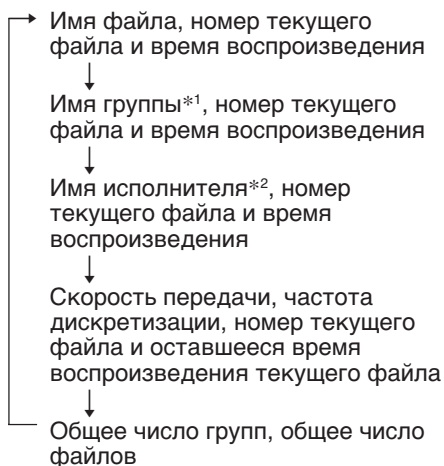 Имя файла, номер текущего
файла и время воспроизведения
Имя группы*1, номер текущего
файла и время воспроизведения
Имя исполнителя*2, номер
текущего файла и время
воспроизведения
Скорость передачи, частота
дискретизации, номер текущего
файла и оставшееся время
воспроизведения текущего файла
Общее число групп, общее число
файлов